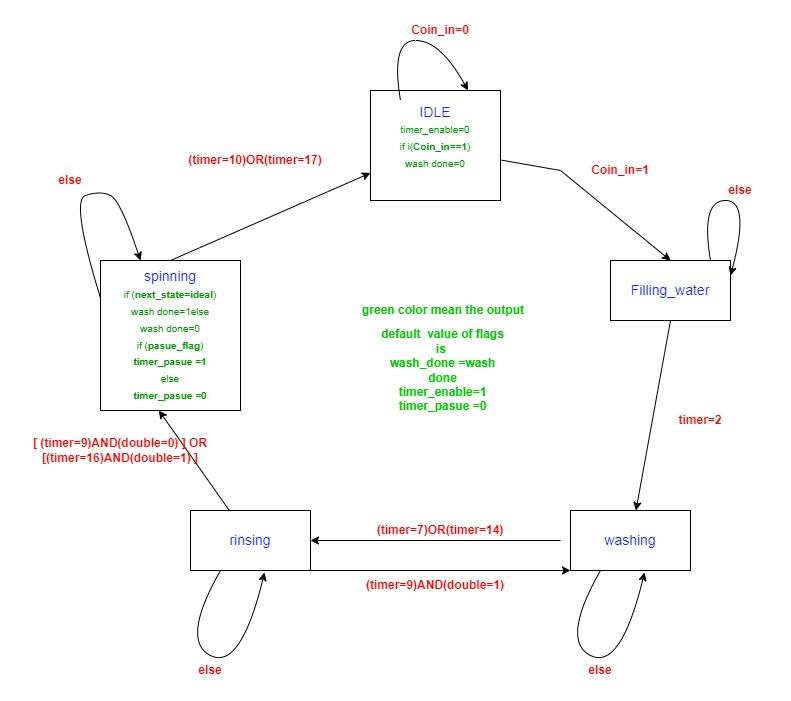 Coin_in=0
IDLE
timer_enable=0
if i(Coin_in==1)
wash done=0
(timer=10)OR(timer=17)
Coin_in=1
else
else
spinning
if (next_state=ideal)
wash done=1else
wash done=0
if (pasue_flag)
timer_pasue =1
else
timer_pasue =0
Filling_water
green color mean the output
default value of flags
is
wash_done =wash
done
timer_enable=1
timer_pasue =0
timer=2
[ (timer=9)AND(double=0) ] OR
[(timer=16)AND(double=1) ]
rinsing
(timer=7)OR(timer=14)
washing
(timer=9)AND(double=1)
else
else